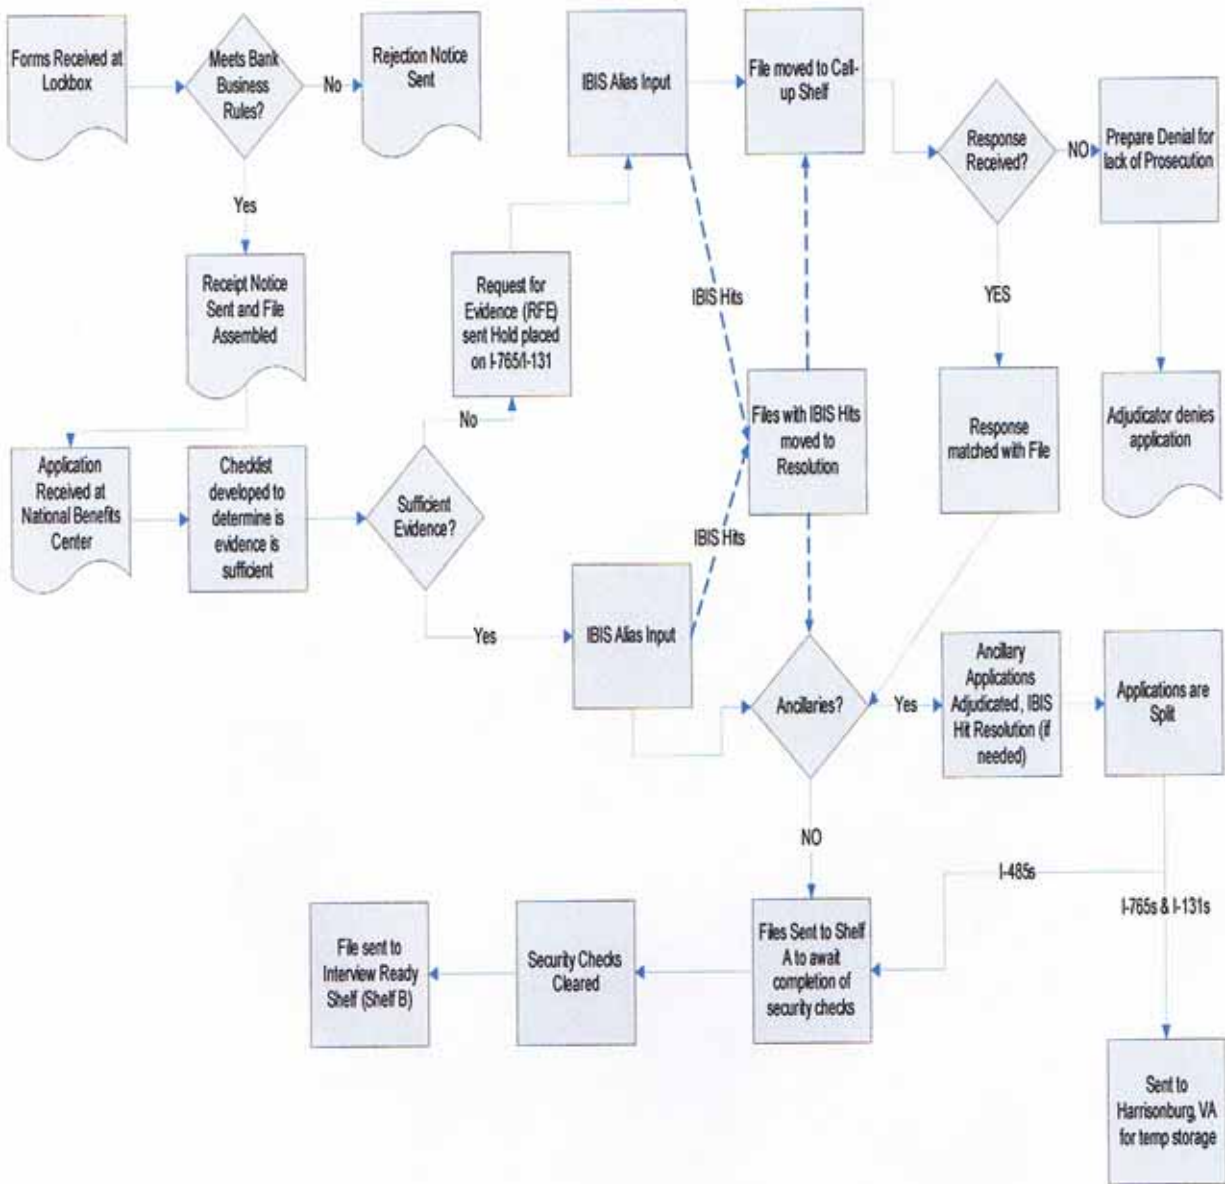 Forms Received at
Lockbox
Meets Bank
Business
Rules?
No
Rejection Notice
Sent
Yes
Receipt Notice
Sent and File
Assembled
Application
Received at
National Benefits
Center
Checklist
developed to
determine is
evidence is
sufficient
Sufficient
Evidence?
No
Request for
Evidence (RFE)
sent Hold placed
on I-765/I-131
IBIS Alias Input
File moved to Call-
up Shelf
Response
Received?
NO
Prepare Denial for
lack of Prosecution
Adjudicator denies
application
YES
Response
matched with File
IBIS Hits
Files with IBIS Hits
moved to
Resolution
IBIS Hits
Yes
IBIS Alias Input
Ancillaries?
Yes
Ancillary
Applications
Adjudicated, IBIS
Hit Resolution (if
needed)
Applications are
Split
NO
I-485s
I-765s & I-131s
Files Sent to Shelf
A to await
completion of
security checks
Security Checks
Cleared
File sent to
Interview Ready
Shelf (Shelf B)
Sent to
Harrisonburg, VA
for temp storage